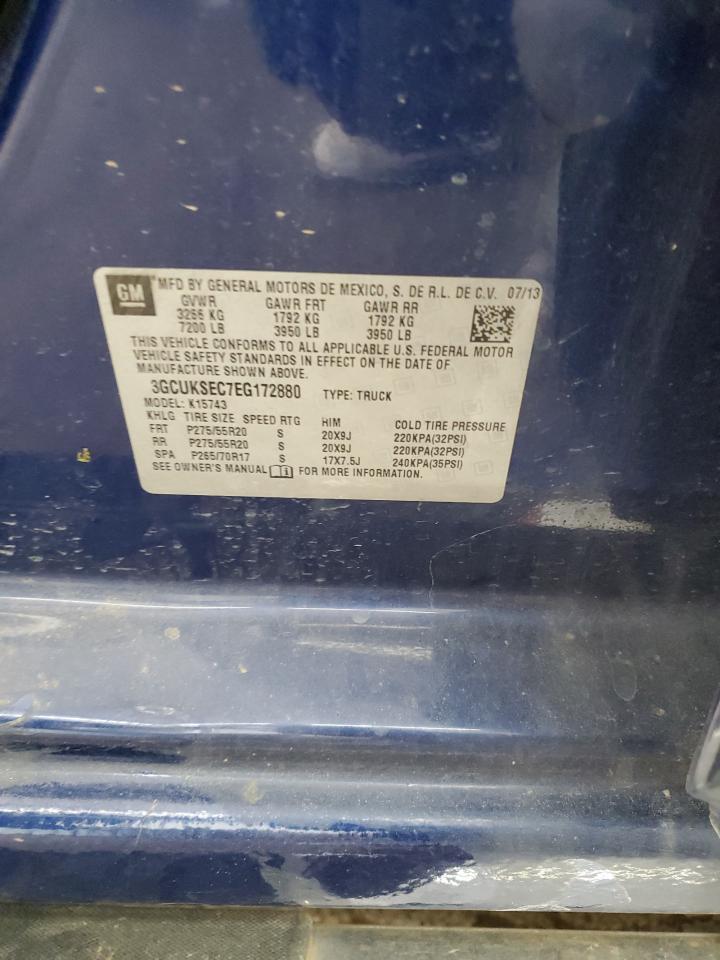 GM MFD BY GENERAL MOTORS DE MEXICO, S. DE R.L. DE C.V. 07/13
GVWR GAWR FRT GAWR RR
3266 KG 1792 KG 1792 KG
7200 LB 3950 LB 3950 LB
THIS VEHICLE CONFORMS TO ALL APPLICABLE U.S. FEDERAL MOTOR
VEHICLE SAFETY STANDARDS IN EFFECT ON THE DATE OF
MANUFACTURE SHOWN ABOVE.
3GCUKSEC7EG172880 TYPE: TRUCK
MODEL: K15743
KHLG TIRE SIZE SPEED RTG RIM COLD TIRE PRESSURE
FRT P275/55R20 S 20X9J 220KPA(32PSI)
RR P275/55R20 S 20X9J 220KPA(32PSI)
SPA P265/70R17 S 17X7.5J 240KPA(35PSI)
SEE OWNER'S MANUAL FOR MORE INFORMATION.